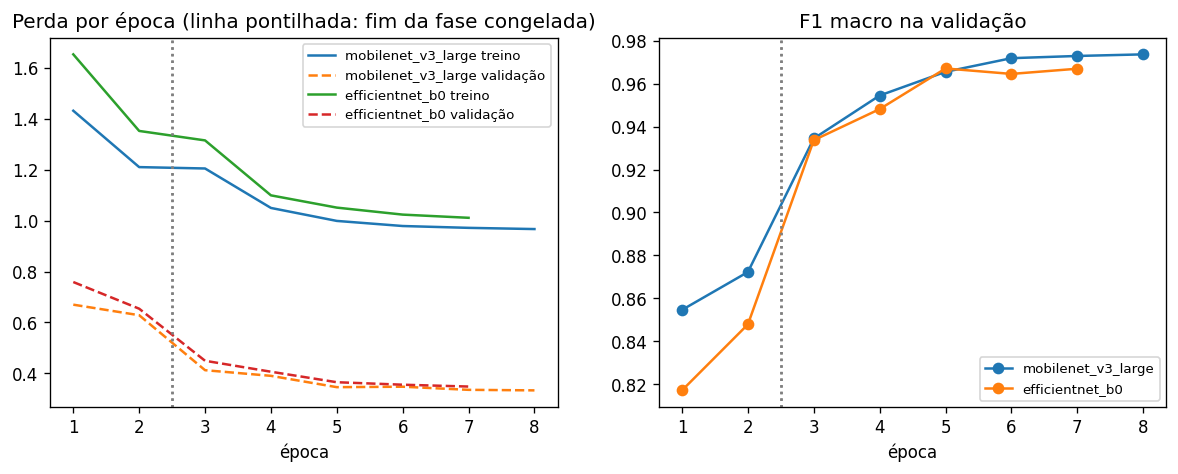 Perda por época (linha pontilhada: fim da fase congelada)
1.6
1.4
1.2
1.0
0.8
0.6
0.4
mobilenet_v3_large treino
mobilenet_v3_large validação
efficientnet_b0 treino
efficientnet_b0 validação
1 2 3 4 5 6 7 8
época
F1 macro na validação
0.98
0.96
0.94
0.92
0.90
0.88
0.86
0.84
0.82
mobilenet_v3_large
efficientnet_b0
1 2 3 4 5 6 7 8
época